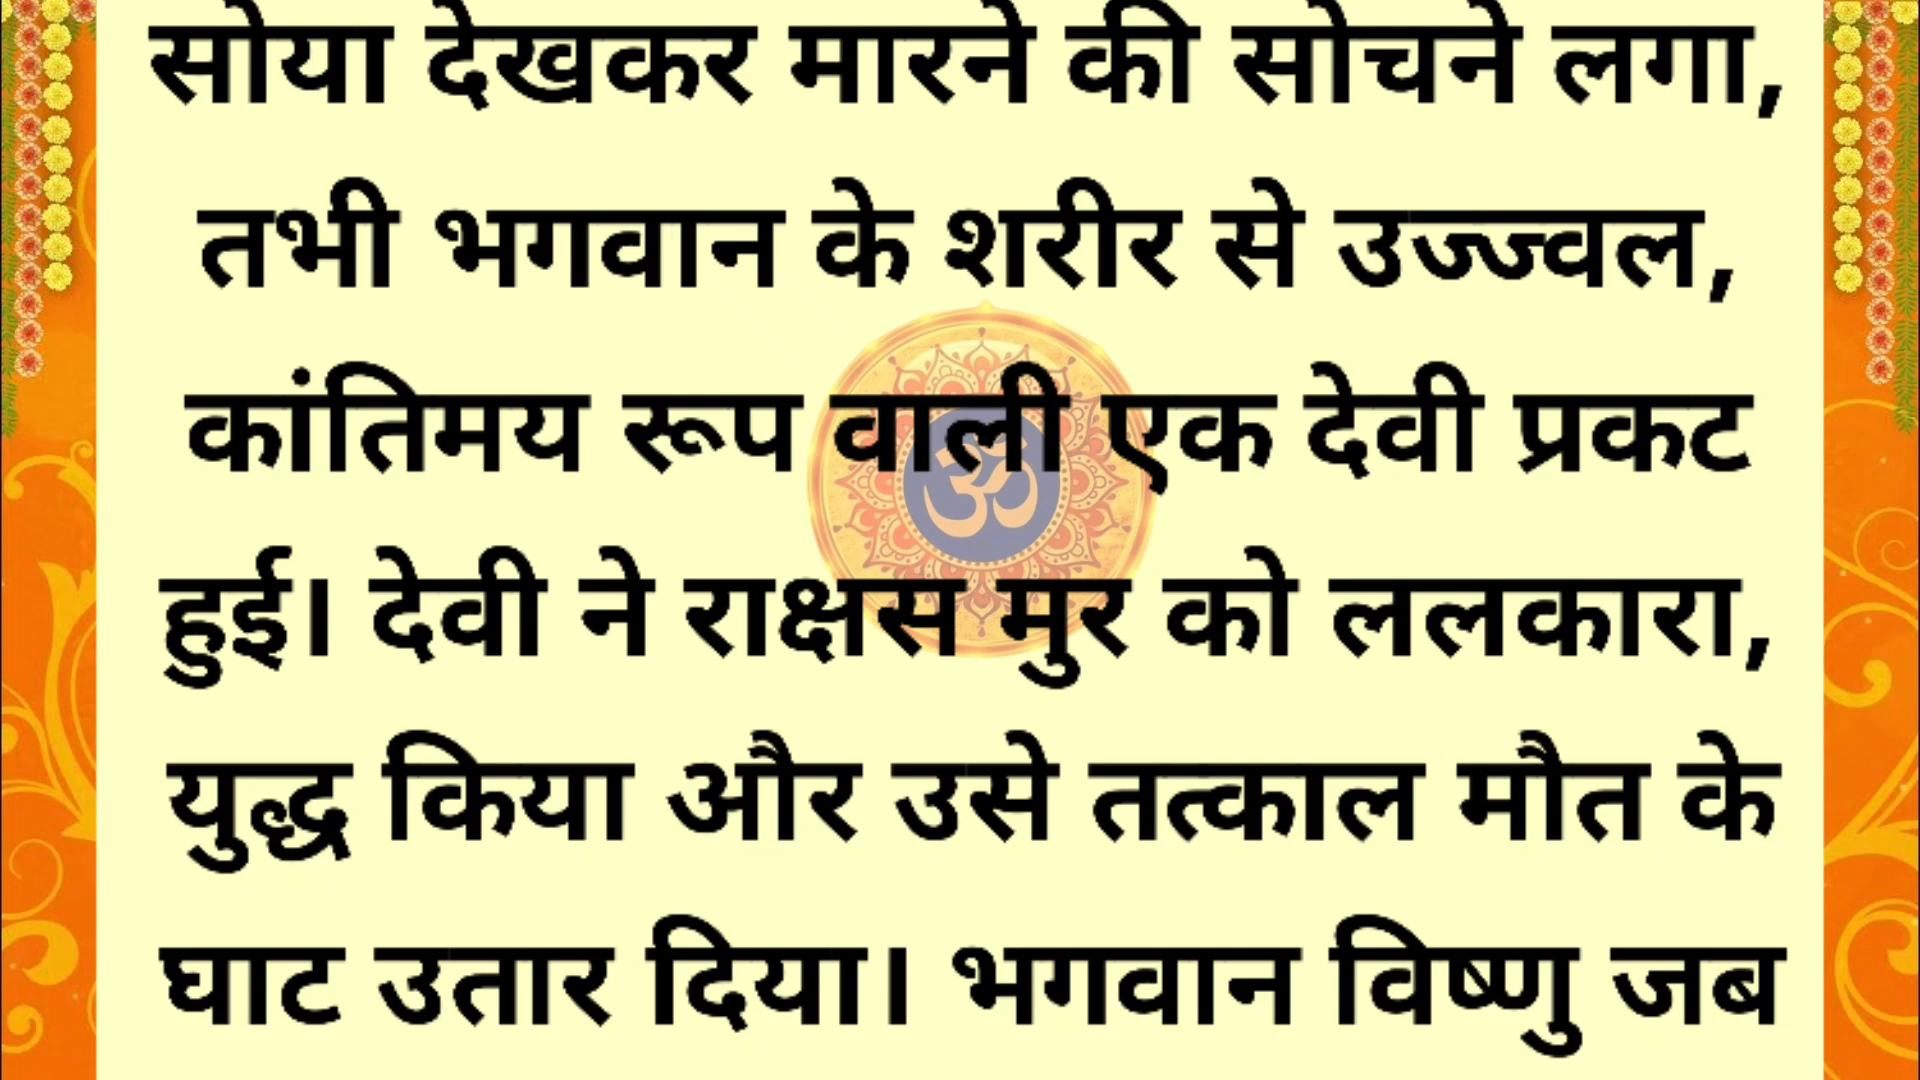 सोया देखकर मारने की सोचने लगा,
तभी भगवान के शरीर से उज्ज्वल,
कांतिमय रूप वाली एक देवी प्रकट
ॐ
हुई। देवी ने राक्षस मुर को ललकारा,
युद्ध किया और उसे तत्काल मौत के
घाट उतार दिया। भगवान विष्णु जब